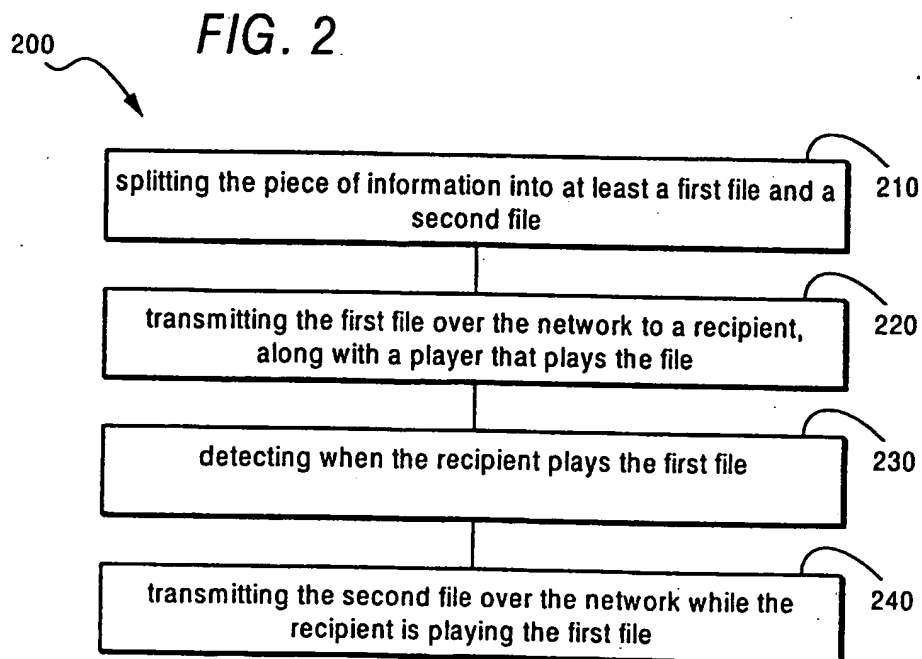 FIG. 2
200
splitting the piece of information into at least a first file and a
second file
210
transmitting the first file over the network to a recipient,
along with a player that plays the file
220
detecting when the recipient plays the first file
230
transmitting the second file over the network while the
recipient is playing the first file
240